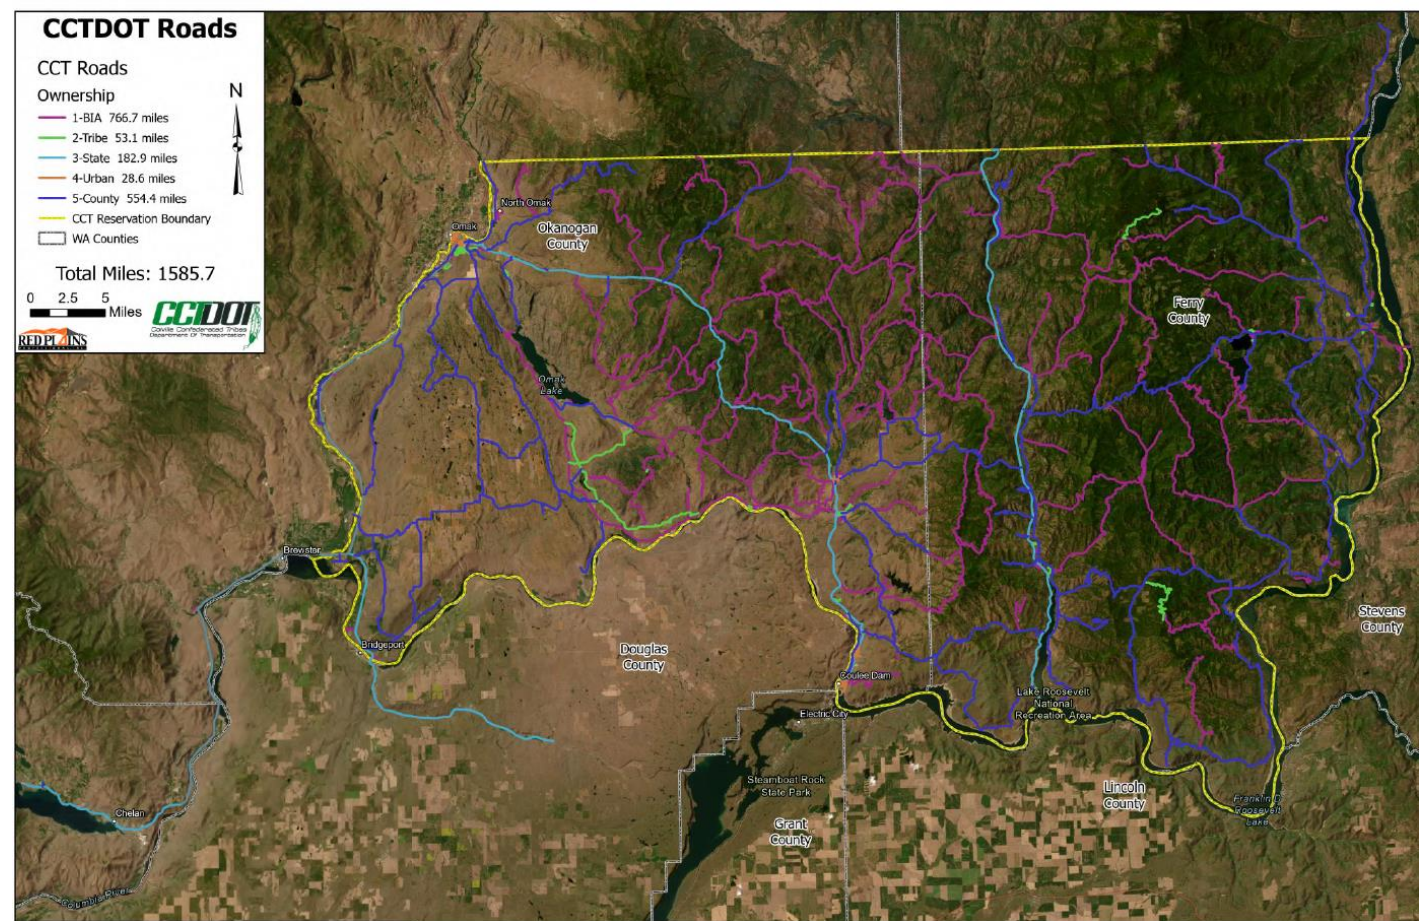 CCTDOT Roads
CCT Roads
Ownership
N
1-BIA 766.7 miles
2-Tribe 53.1 miles
3-State 182.9 miles
4-Urban 28.6 miles
5-County 554.4 miles
CCT Reservation Boundary
WA Counties
Total Miles: 1585.7
0 2.5 5
Miles
CCTDOT
Colville Confederated Tribes
Department Of Transportation
RED PLAINS
North Omak
Omak
Okanogan
County
Ferry
County
Omak
Lake
Brewster
Bridgeport
Douglas
County
Stevens
County
Coulee Dam
Lake Roosevelt
National
Recreation Area
Electric City
Steamboat Rock
State Park
Lincoln
County
Franklin D
Roosevelt
Lake
Chelan
Grant
County
Columbia River